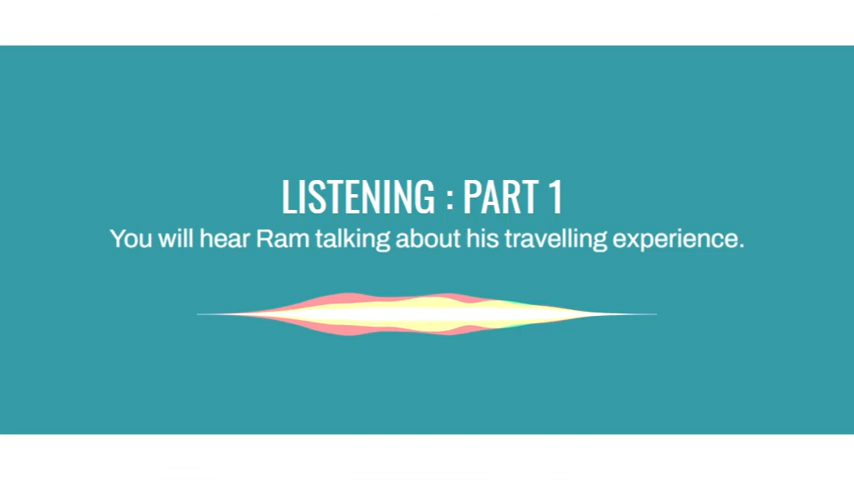 LISTENING : PART 1
You will hear Ram talking about his travelling experience.